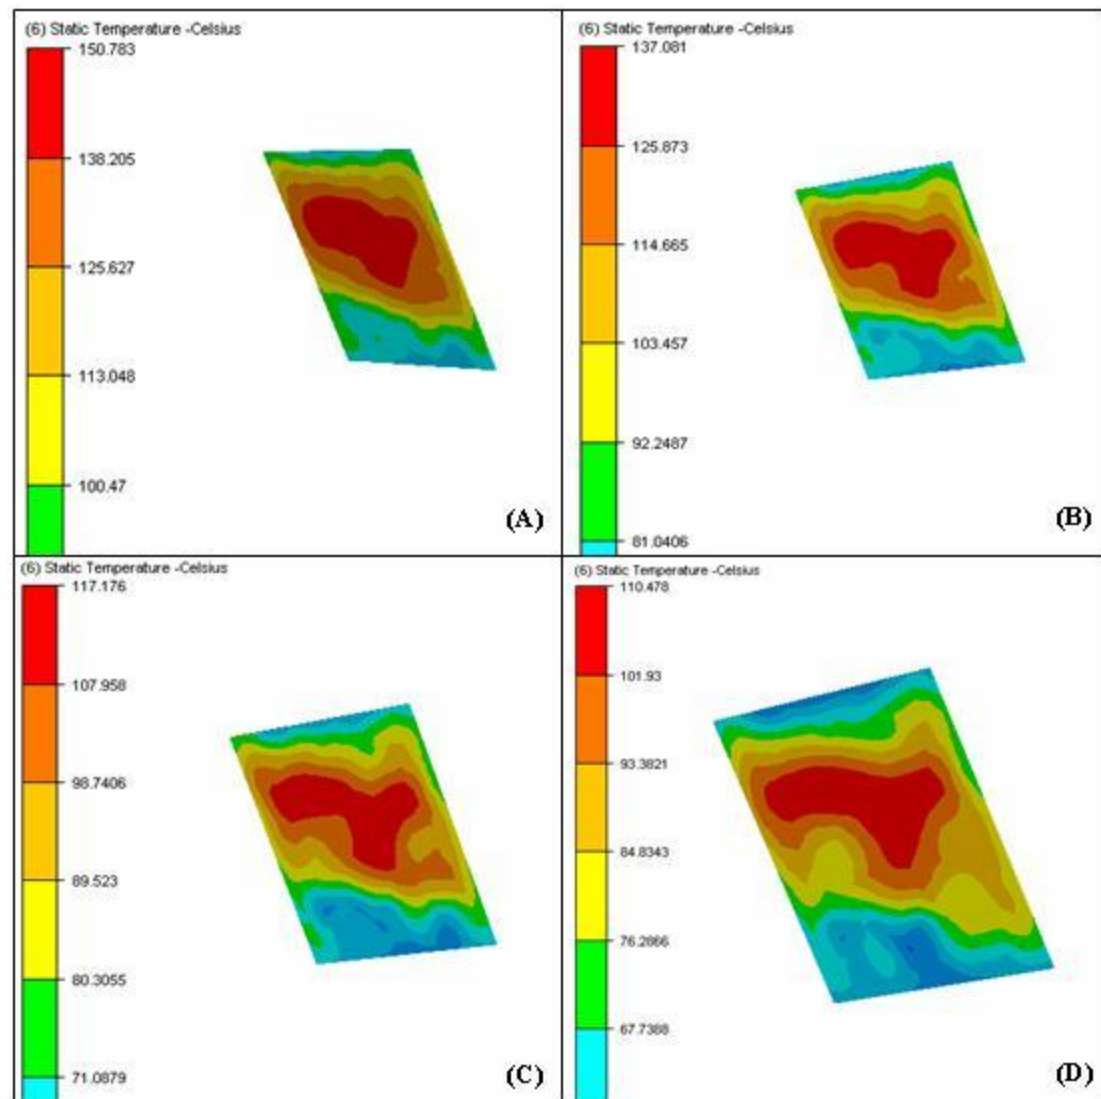 (6) Static Temperature -Celsius
150.783
138.205
125.627
113.048
100.47
(A)
(6) Static Temperature -Celsius
137.081
125.873
114.665
103.457
92.2487
81.0406
(B)
(6) Static Temperature -Celsius
117.176
107.958
98.7406
89.523
80.3055
71.0879
(C)
(6) Static Temperature -Celsius
110.478
101.93
93.3821
84.8343
76.2866
67.7388
(D)